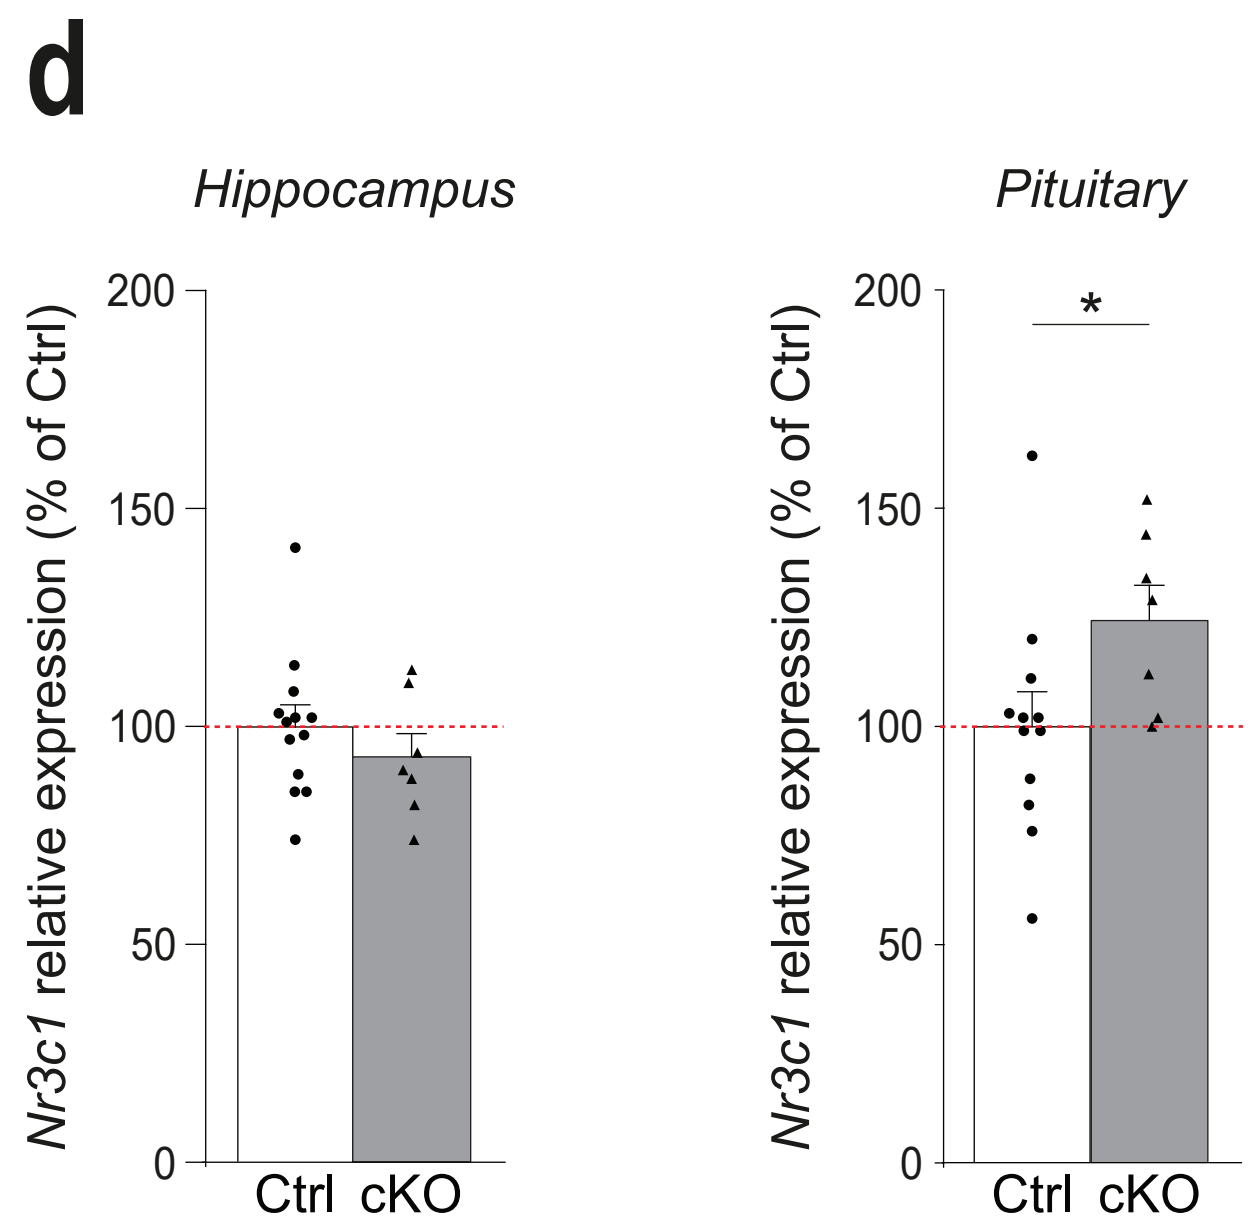 d
Hippocampus
Nr3c1 relative expression (% of Ctrl)
200
150
100
50
0
Ctrl cKO
Pituitary
Nr3c1 relative expression (% of Ctrl)
200
150
100
50
0
*
Ctrl cKO